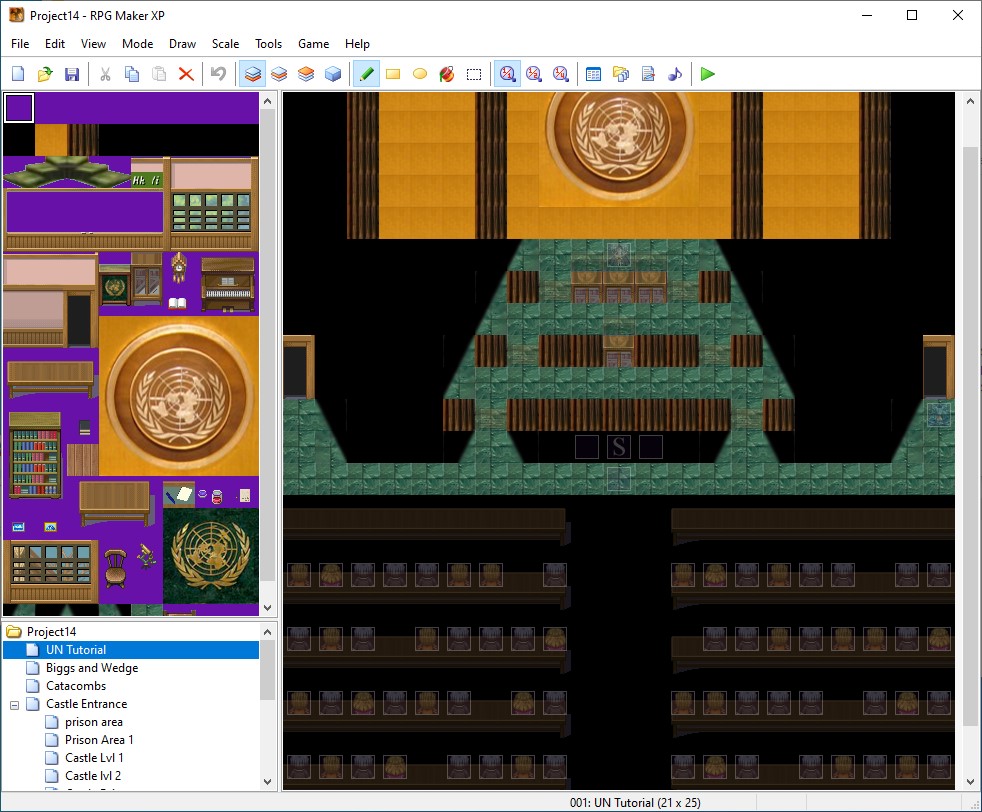 Project14 - RPG Maker XP
File Edit View Mode Draw Scale Tools Game Help
Hk li
S
Project14
UN Tutorial
Biggs and Wedge
Catacombs
Castle Entrance
prison area
Prison Area 1
Castle Lvl 1
Castle lvl 2
001: UN Tutorial (21 x 25)